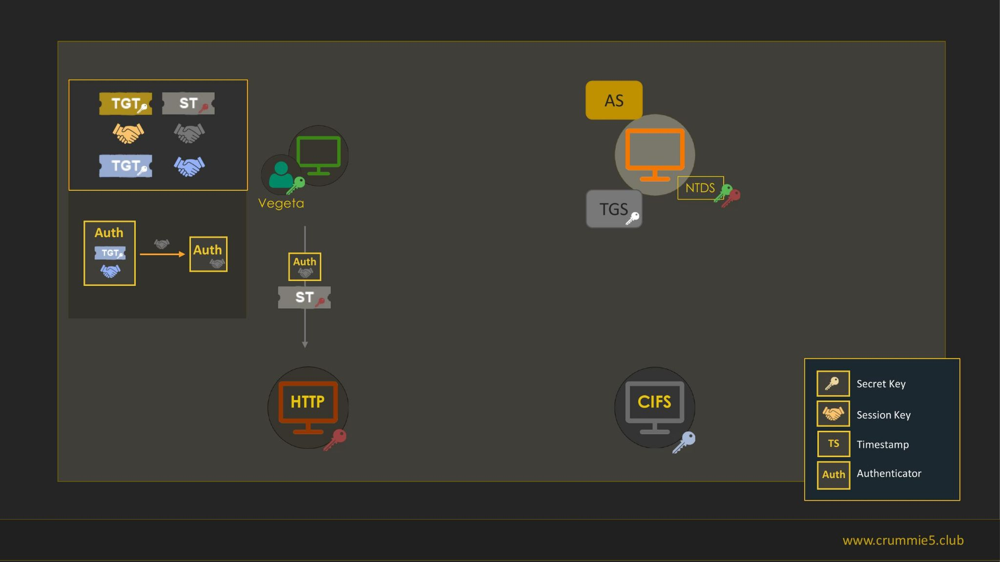 TGT ST
TGT
Vegeta
Auth
TGT
Auth
Auth
ST
AS
NTDS
TGS
HTTP
CIFS
Secret Key
Session Key
TS Timestamp
Auth Authenticator
www.crummie5.club